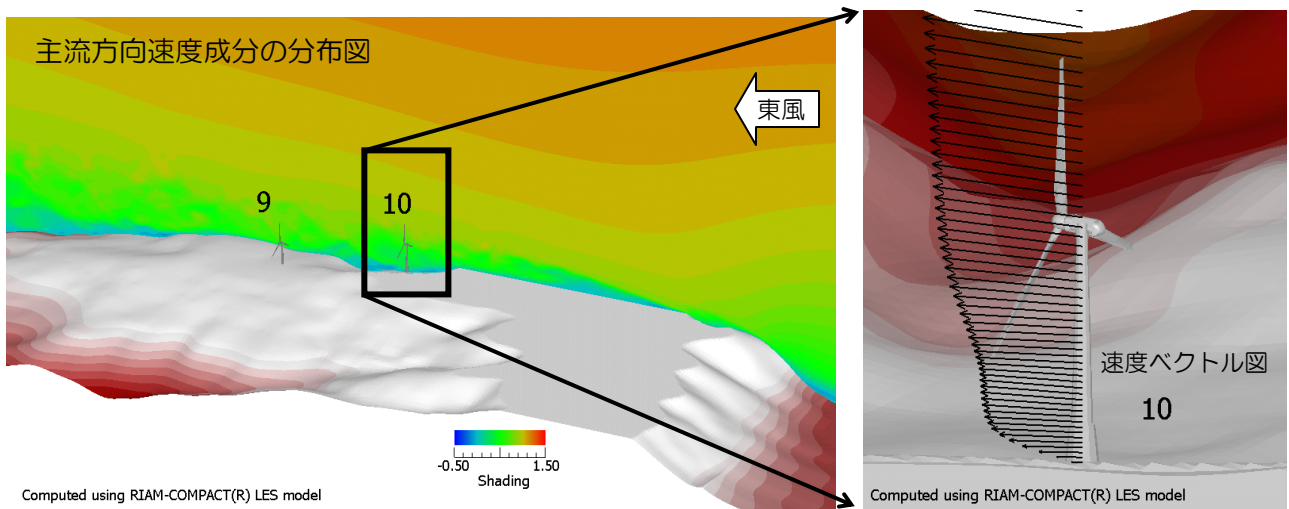 主流方向速度成分の分布図
東風
9
10
-0.50
1.50
Shading
Computed using RIAM-COMPACT(R) LES model
速度ベクトル図
10
Computed using RIAM-COMPACT(R) LES model